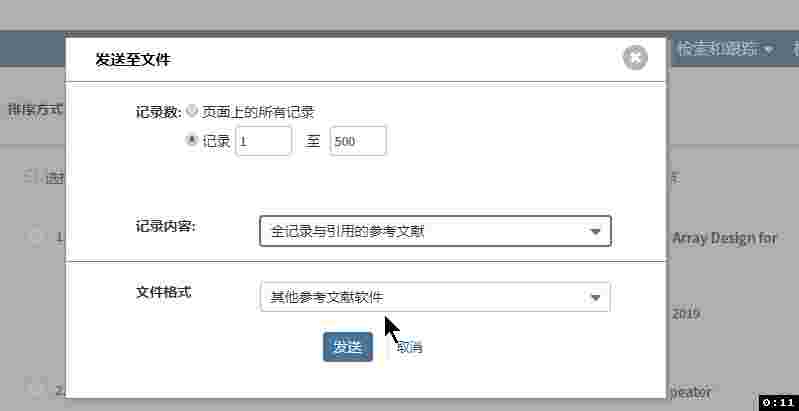 发送至文件
检索和跟踪
排序方式
记录数: 页面上的所有记录
记录 1 至 500
记录内容: 全记录与引用的参考文献
1
Array Design for
文件格式 其他参考文献软件
2019
发送 取消
2.
peater
0:11